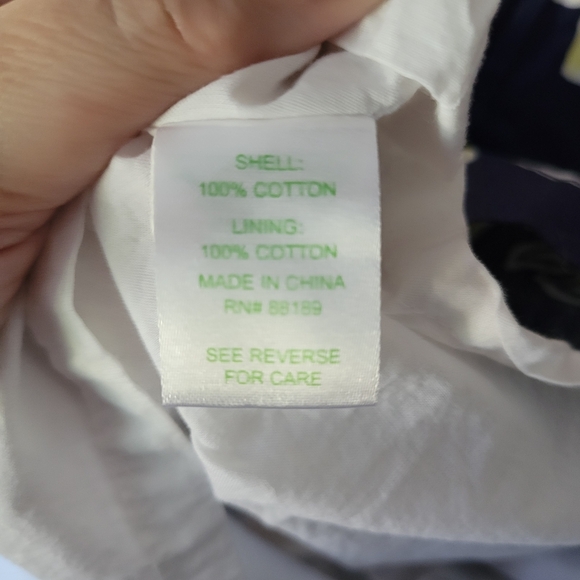 SHELL:
100% COTTON
LINING:
100% COTTON
MADE IN CHINA
RN# 88189
SEE REVERSE
FOR CARE